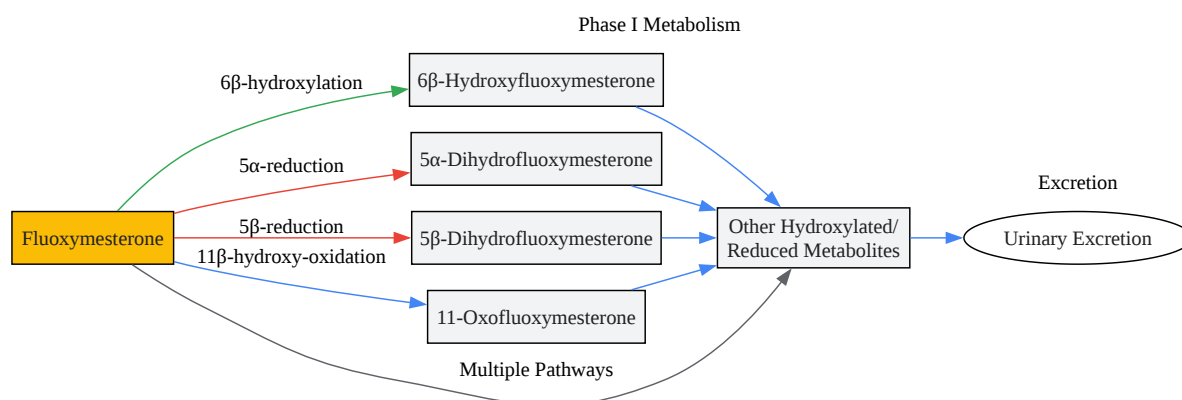 Phase I Metabolism
6β-hydroxylation
6β-Hydroxyfluoxymesterone
5α-reduction
5α-Dihydrofluoxymesterone
Excretion
Fluoxymesterone
5β-reduction
5β-Dihydrofluoxymesterone
Other Hydroxylated/
Reduced Metabolites
Urinary Excretion
11β-hydroxy-oxidation
11-Oxofluoxymesterone
Multiple Pathways